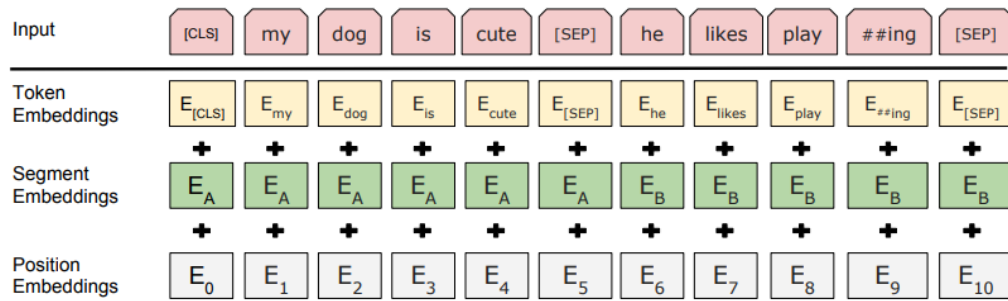 Input [CLS] my dog is cute [SEP] he likes play ##ing [SEP]
Token
Embeddings E[CLS] Emy Edog Eis Ecute E[SEP] Ehe Elikes Eplay E##ing E[SEP]
+ + + + + + + + + + +
Segment
Embeddings EA EA EA EA EA EA EB EB EB EB EB
+ + + + + + + + + + +
Position
Embeddings E0 E1 E2 E3 E4 E5 E6 E7 E8 E9 E10